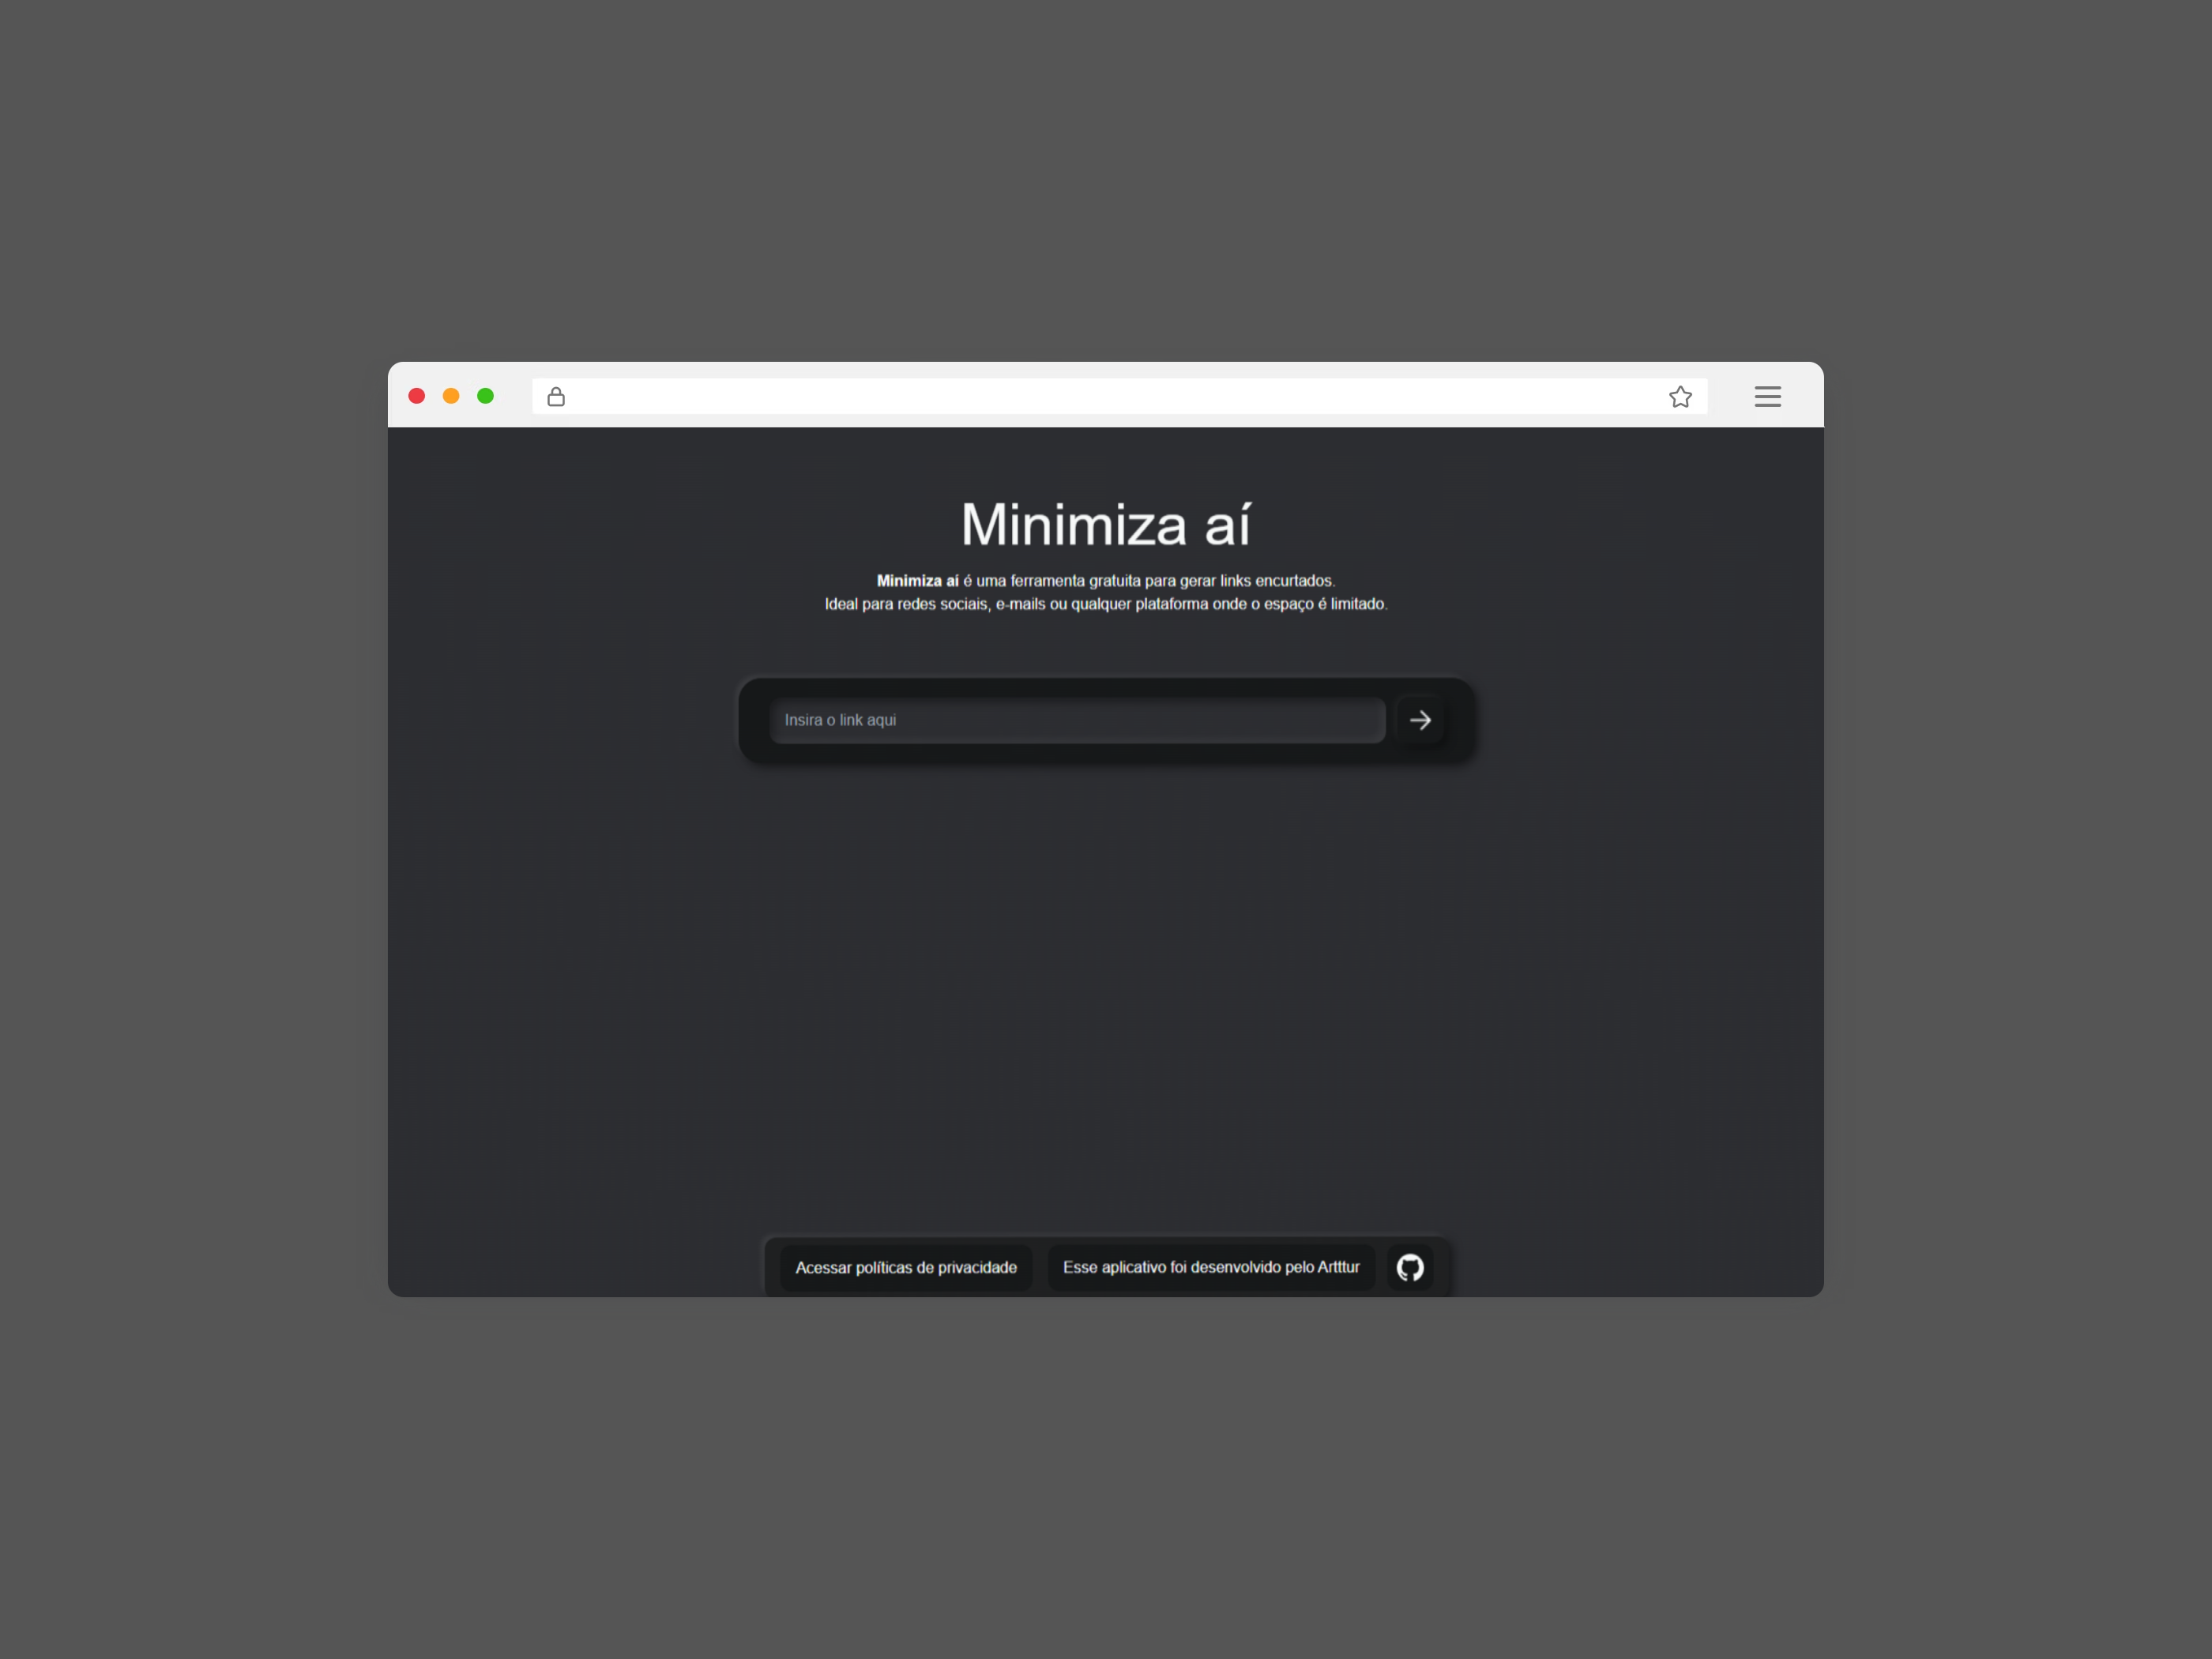 Minimiza aí
Minimiza aí é uma ferramenta gratuita para gerar links encurtados.
Ideal para redes sociais, e-mails ou qualquer plataforma onde o espaço é limitado.
Insira o link aqui
Acessar políticas de privacidade
Esse aplicativo foi desenvolvido pelo Artttur